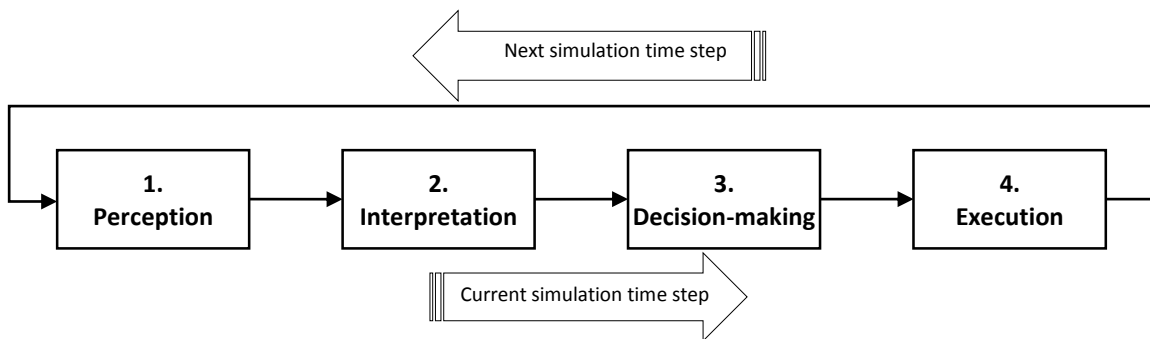 Next simulation time step
1.
Perception
2.
Interpretation
3.
Decision-making
4.
Execution
Current simulation time step